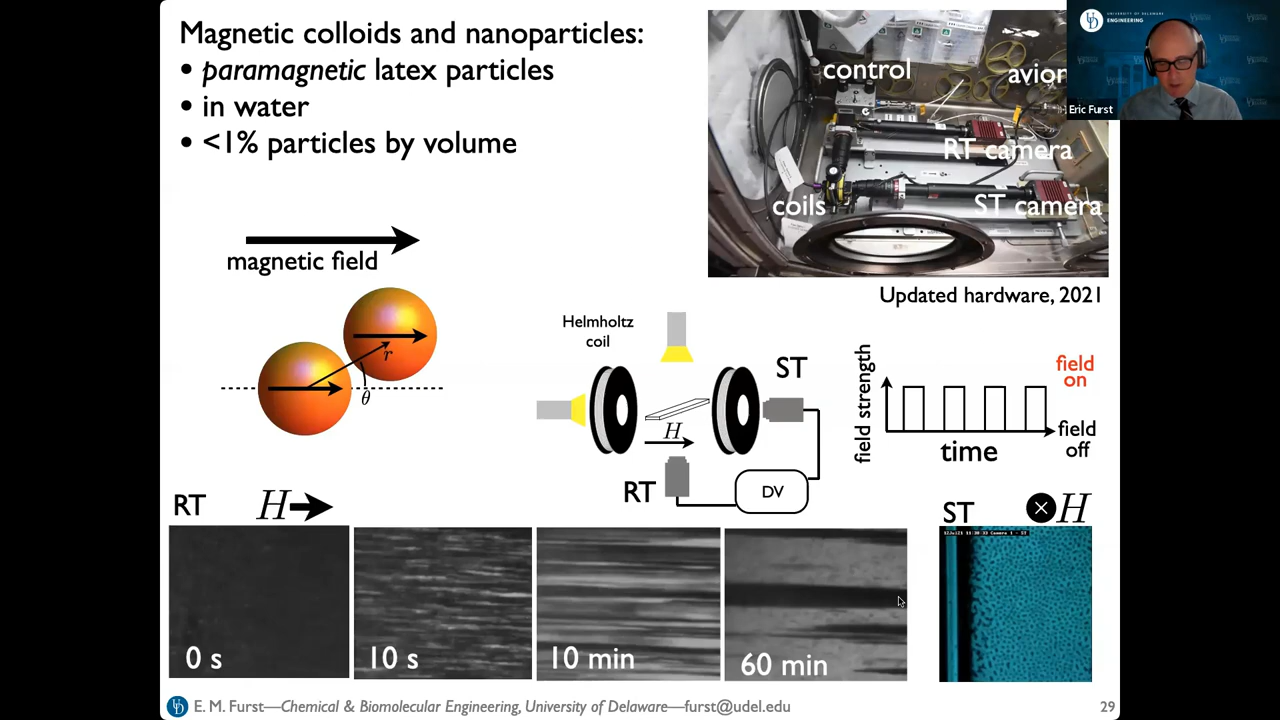 Magnetic colloids and nanoparticles:
• paramagnetic latex particles
• in water
• <1% particles by volume
control
avion
RT camera
coils
ST camera
UNIVERSITY OF DELAWARE
ENGINEERING
Eric Furst
Updated hardware, 2021
magnetic field
r
θ
Helmholtz
coil
ST
H
RT
DV
field strength
field
on
field
off
time
RT H
ST H
0 s
10 s
10 min
60 min
E. M. Furst—Chemical & Biomolecular Engineering, University of Delaware—furst@udel.edu
29